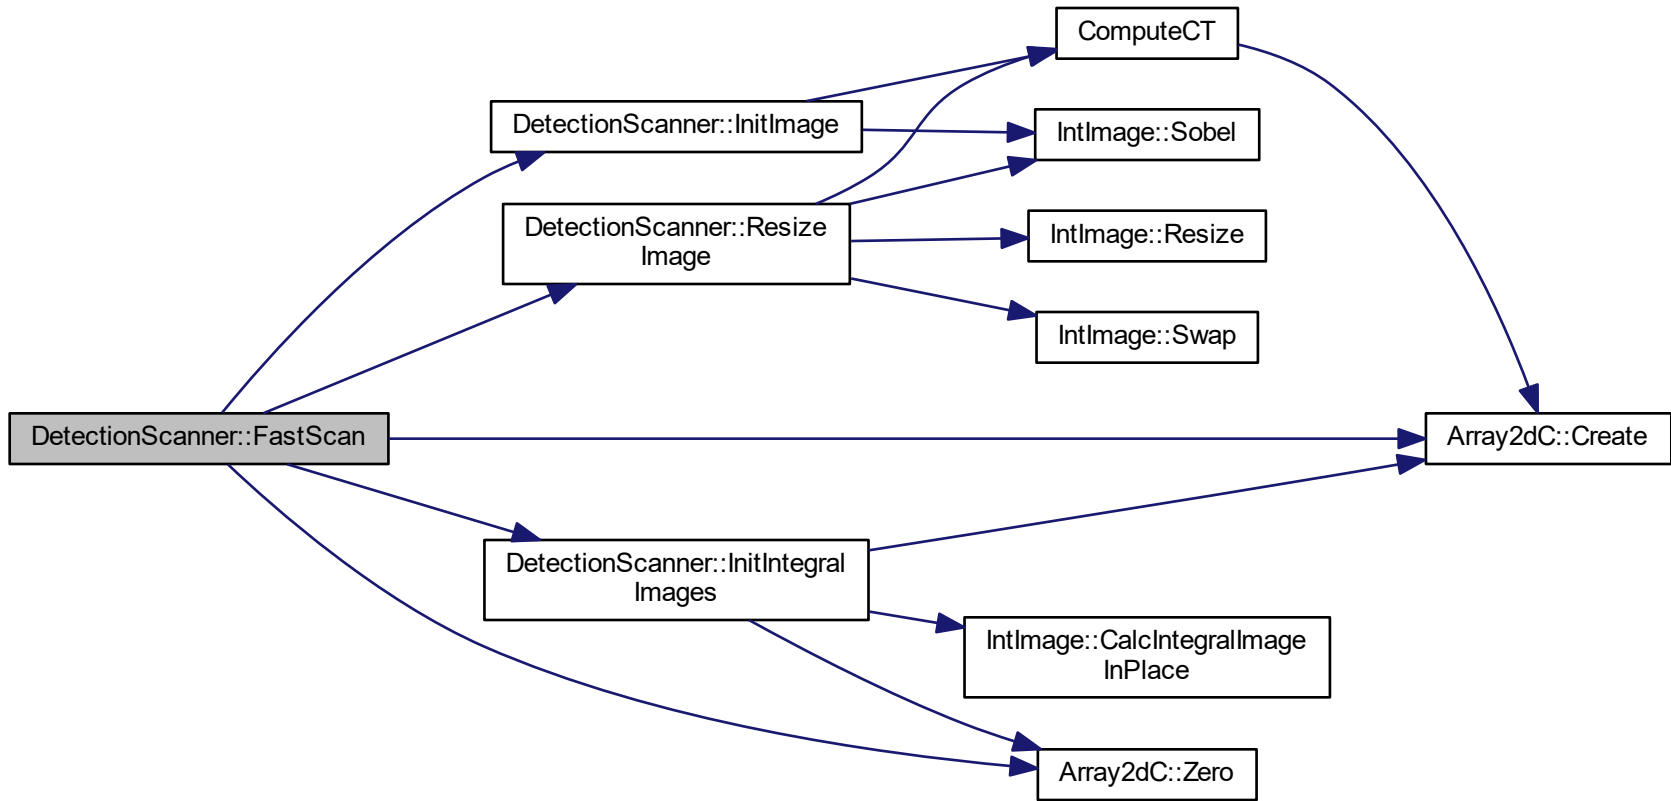 ComputeCT
DetectionScanner::InitImage
IntImage::Sobel
DetectionScanner::Resize
Image
IntImage::Resize
IntImage::Swap
DetectionScanner::FastScan
Array2dC::Create
DetectionScanner::InitIntegral
Images
IntImage::CalcIntegralImage
InPlace
Array2dC::Zero